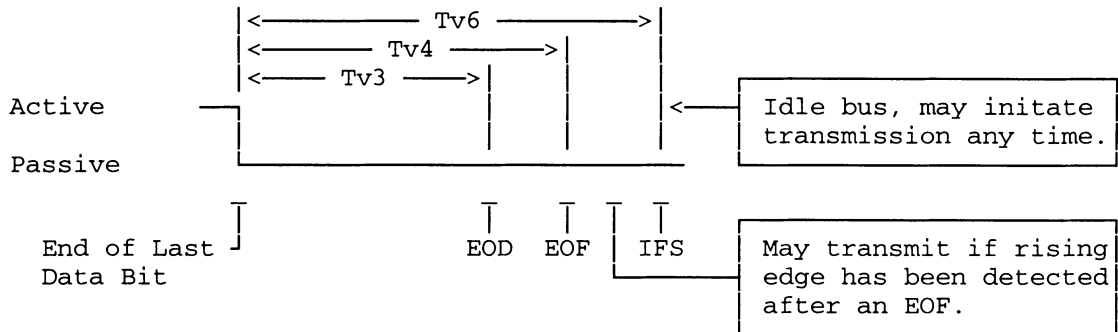 Tv6
Tv4
Tv3
Active
Idle bus, may initate
transmission any time.
Passive
End of Last
Data Bit
EOD
EOF
IFS
May transmit if rising
edge has been detected
after an EOF.